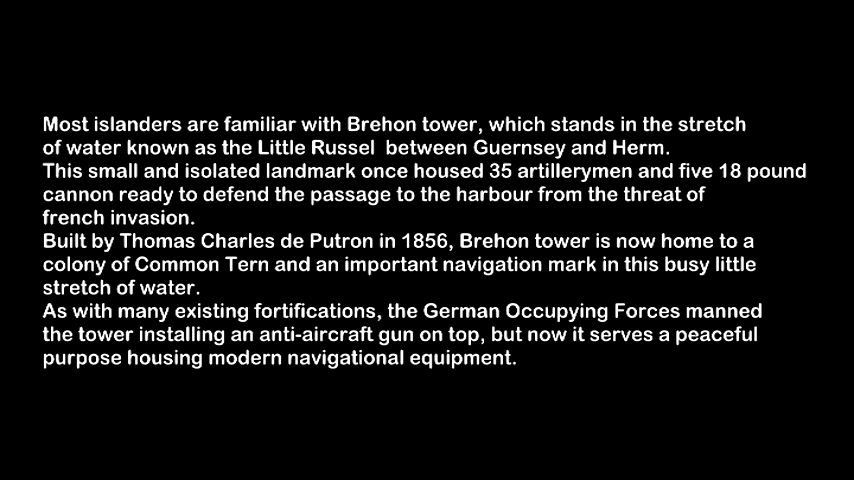 Most islanders are familiar with Brehon tower, which stands in the stretch
of water known as the Little Russel  between Guernsey and Herm.
This small and isolated landmark once housed 35 artillerymen and five 18 pound
cannon ready to defend the passage to the harbour from the threat of
french invasion.
Built by Thomas Charles de Putron in 1856, Brehon tower is now home to a
colony of Common Tern and an important navigation mark in this busy little
stretch of water.
As with many existing fortifications, the German Occupying Forces manned
the tower installing an anti-aircraft gun on top, but now it serves a peaceful
purpose housing modern navigational equipment.